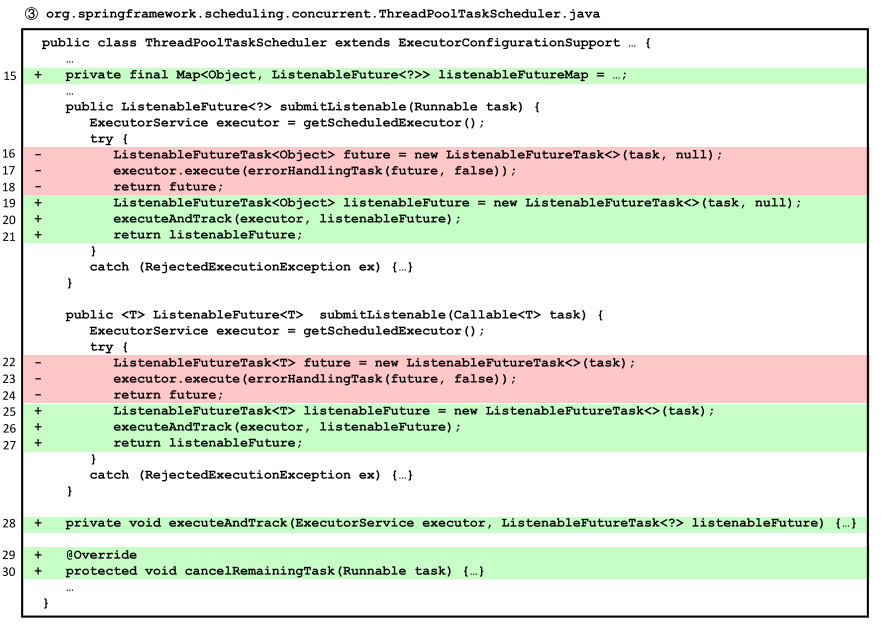 ③ org.springframework.scheduling.concurrent.ThreadPoolTaskScheduler.java
public class ThreadPoolTaskScheduler extends ExecutorConfigurationSupport … {
…
15 + private final Map<Object, ListenableFuture<?>> listenableFutureMap = …;
…
public ListenableFuture<?> submitListenable(Runnable task) {
ExecutorService executor = getScheduledExecutor();
try {
16 - ListenableFutureTask<Object> future = new ListenableFutureTask<>(task, null);
17 - executor.execute(errorHandlingTask(future, false));
18 - return future;
19 + ListenableFutureTask<Object> listenableFuture = new ListenableFutureTask<>(task, null);
20 + executeAndTrack(executor, listenableFuture);
21 + return listenableFuture;
}
catch (RejectedExecutionException ex) {…}
}
public <T> ListenableFuture<T> submitListenable(Callable<T> task) {
ExecutorService executor = getScheduledExecutor();
try {
22 - ListenableFutureTask<T> future = new ListenableFutureTask<>(task);
23 - executor.execute(errorHandlingTask(future, false));
24 - return future;
25 + ListenableFutureTask<T> listenableFuture = new ListenableFutureTask<>(task);
26 + executeAndTrack(executor, listenableFuture);
27 + return listenableFuture;
}
catch (RejectedExecutionException ex) {…}
}
28 + private void executeAndTrack(ExecutorService executor, ListenableFutureTask<?> listenableFuture) {…}
29 + @Override
30 + protected void cancelRemainingTask(Runnable task) {…}
…
}